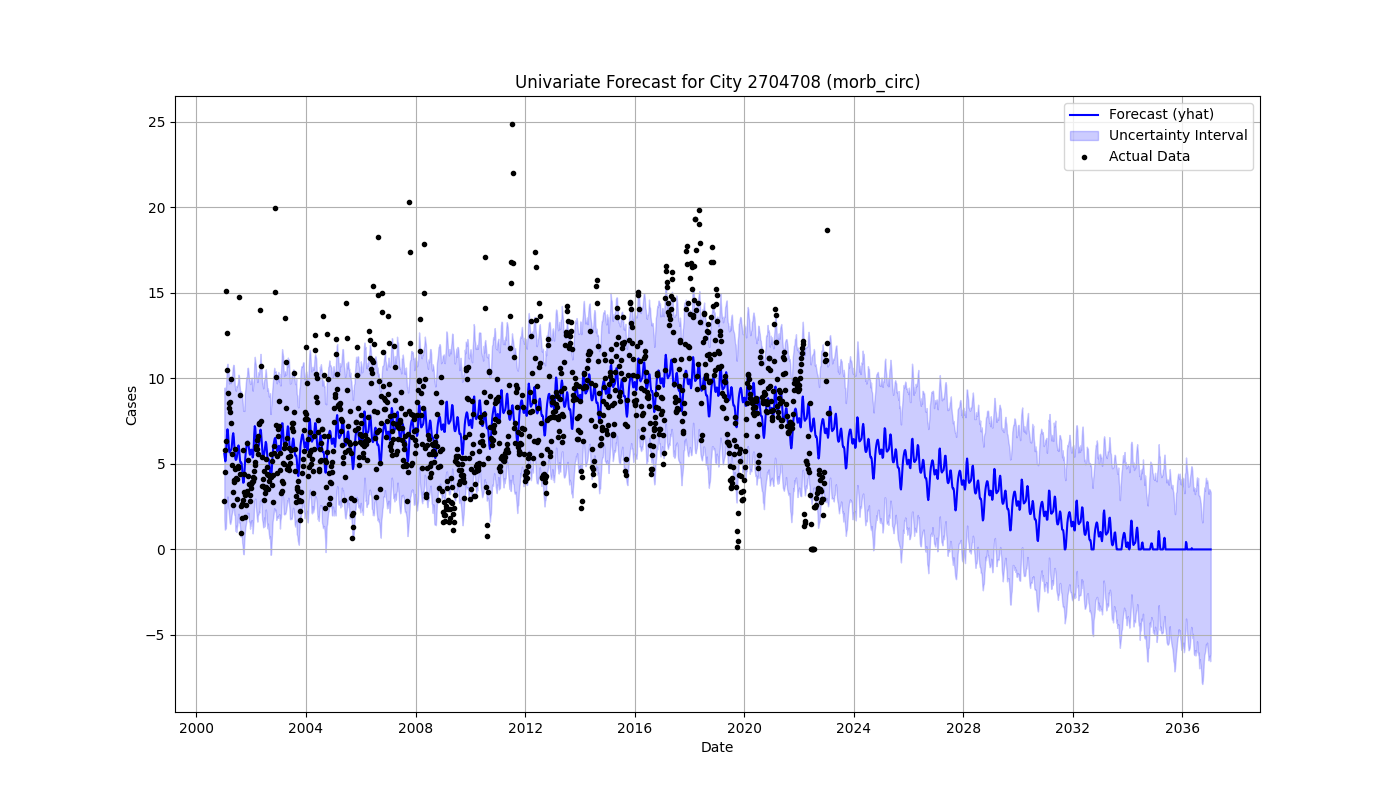 Univariate Forecast for City 2704708 (morb_circ)
Forecast (yhat)
Uncertainty Interval
Actual Data
Cases
25
20
15
10
5
0
−5
2000 2004 2008 2012 2016 2020 2024 2028 2032 2036
Date